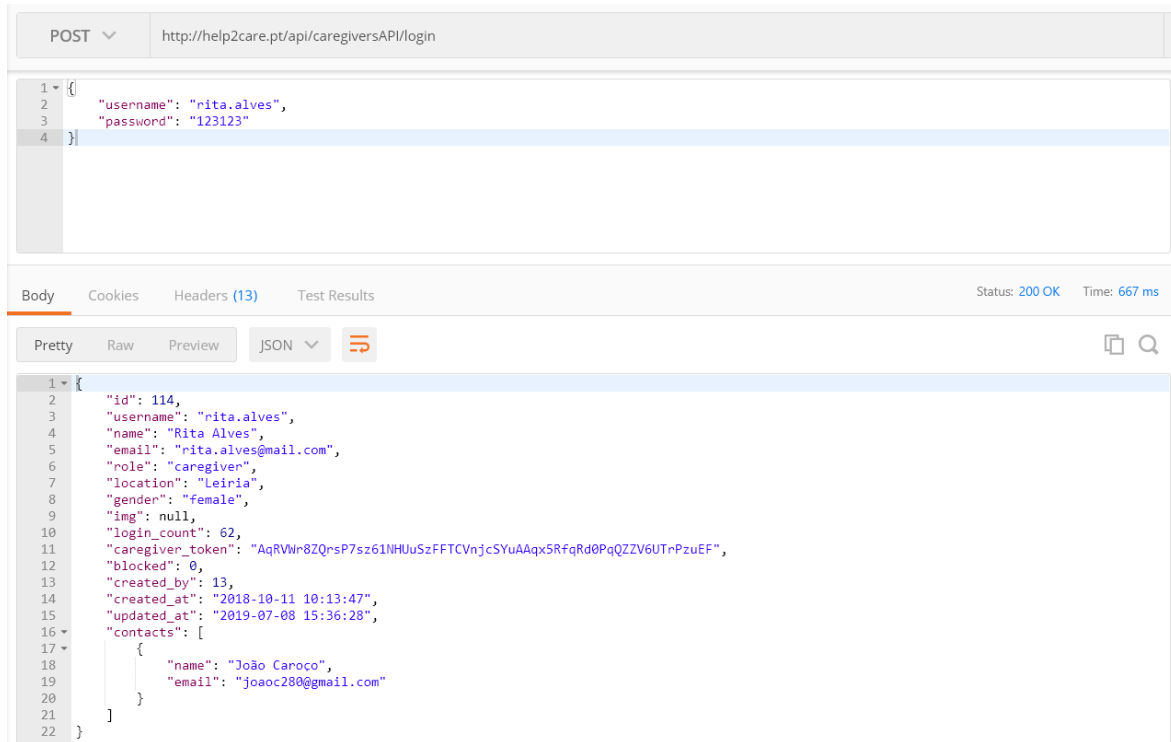 POST http://help2care.pt/api/caregiversAPI/login
1 {
2 "username": "rita.alves",
3 "password": "123123"
4 }
Body Cookies Headers (13) Test Results Status: 200 OK Time: 667 ms
Pretty Raw Preview JSON
1 {
2 "id": 114,
3 "username": "rita.alves",
4 "name": "Rita Alves",
5 "email": "rita.alves@mail.com",
6 "role": "caregiver",
7 "location": "Leiria",
8 "gender": "female",
9 "img": null,
10 "login_count": 62,
11 "caregiver_token": "AqRVWr8ZQrsP7sz61NHUuSzFFTCVnjcSYuAAqx5RfqRd0PqQZZV6UTrPzuEF",
12 "blocked": 0,
13 "created_by": 13,
14 "created_at": "2018-10-11 10:13:47",
15 "updated_at": "2019-07-08 15:36:28",
16 "contacts": [
17 {
18 "name": "João Caroço",
19 "email": "joaoc280@gmail.com"
20 }
21 ]
22 }